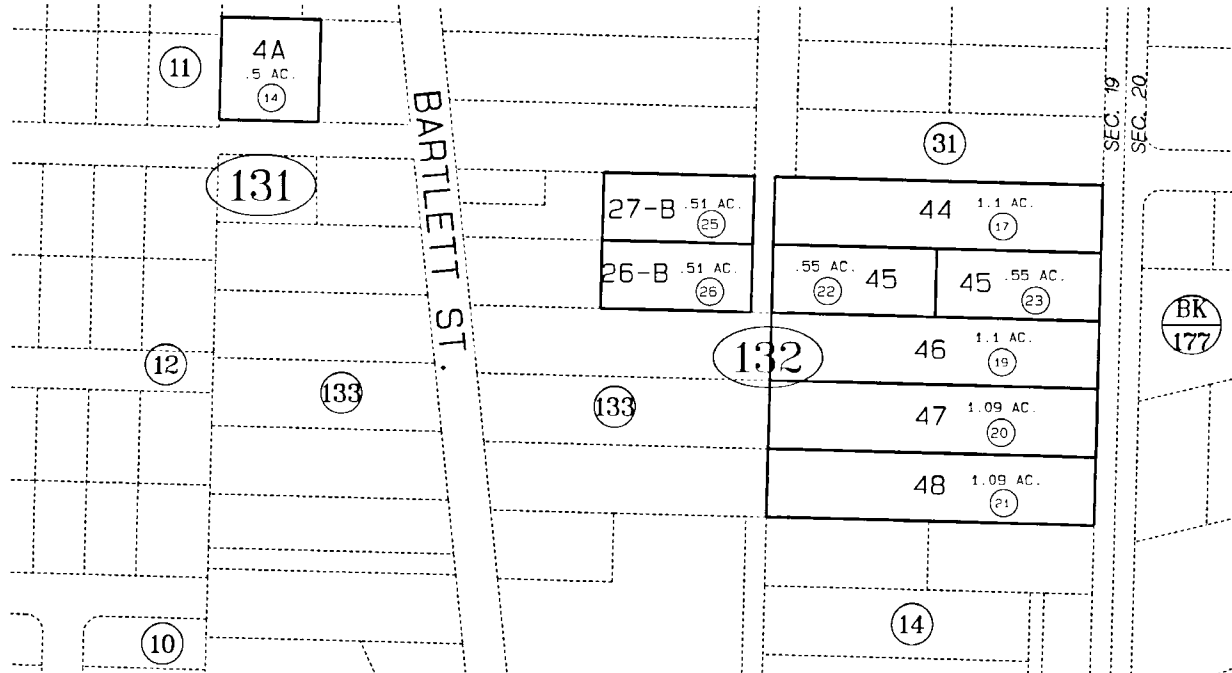 11
4A
.5 AC.
14
131
BARTLETT ST.
SEC. 19
SEC. 20
31
27-B .51 AC.
25
26-B .51 AC.
26
44 1.1 AC.
17
.55 AC. 45
22
45 .55 AC.
23
132
46 1.1 AC.
19
BK
177
12
133
133
47 1.09 AC.
20
48 1.09 AC.
21
10
14